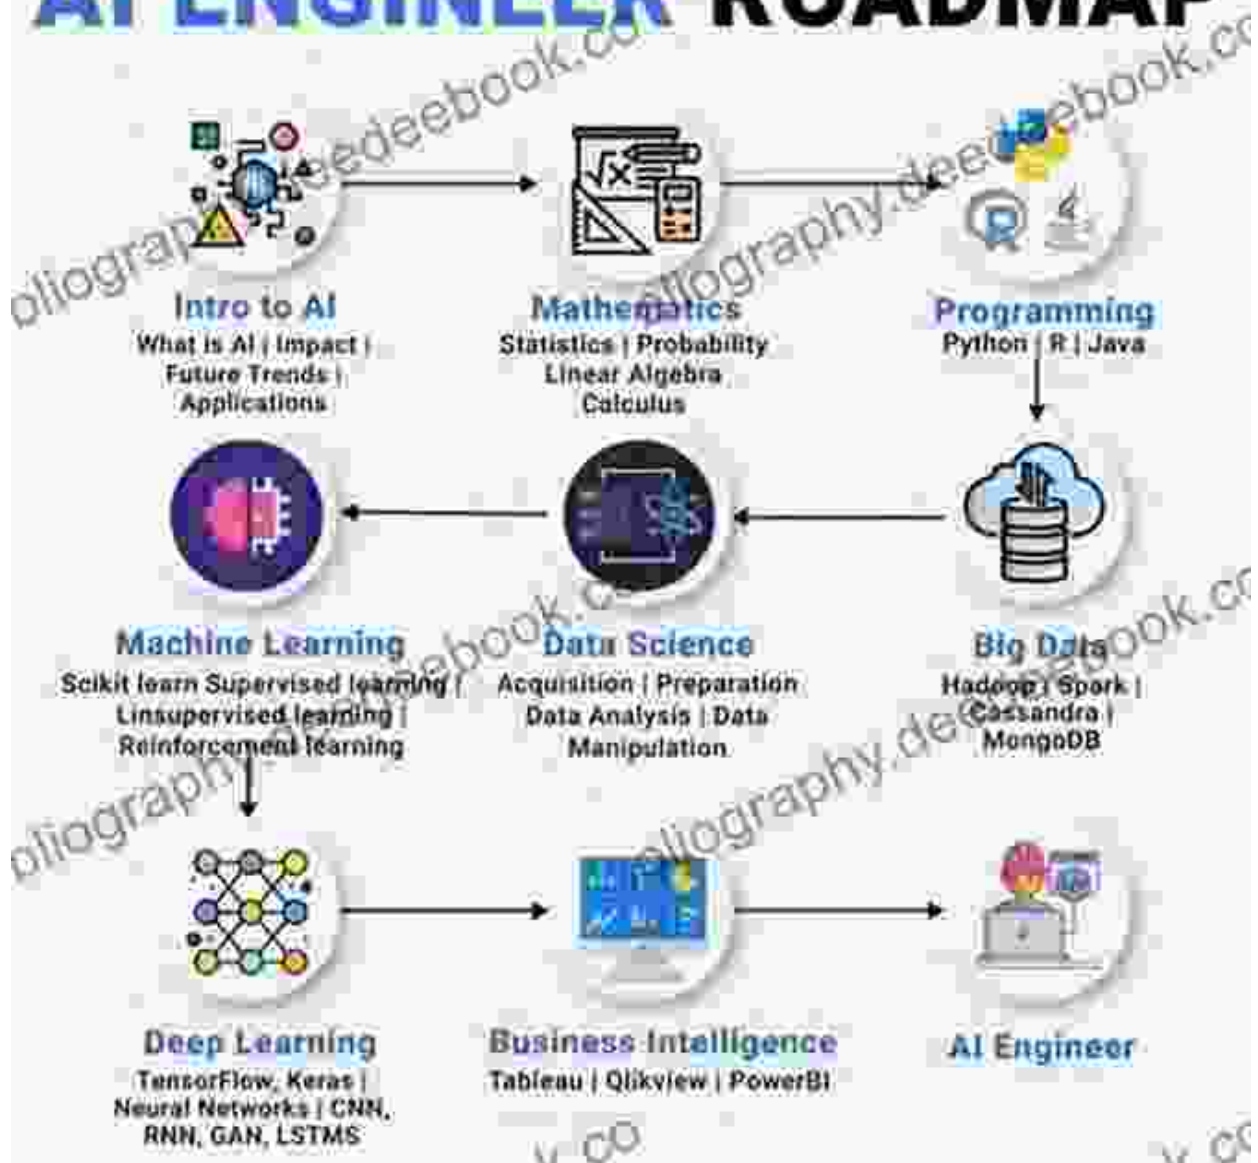 AI ENGINEER ROADMAP
Intro to AI
What is AI | Impact |
Future Trends |
Applications
Mathematics
Statistics | Probability
Linear Algebra
Calculus
Programming
Python | R | Java
Machine Learning
Scikit learn Supervised learning |
Linsupervised learning |
Reinforcement learning
Data Science
Acquisition | Preparation
Data Analysis | Data
Manipulation
Big Data
Hadoop | Spark |
Cassandra |
MongoDB
Deep Learning
TensorFlow, Keras |
Neural Networks | CNN,
RNN, GAN, LSTMS
Business Intelligence
Tableau | Qlikview | PowerBI
AI Engineer